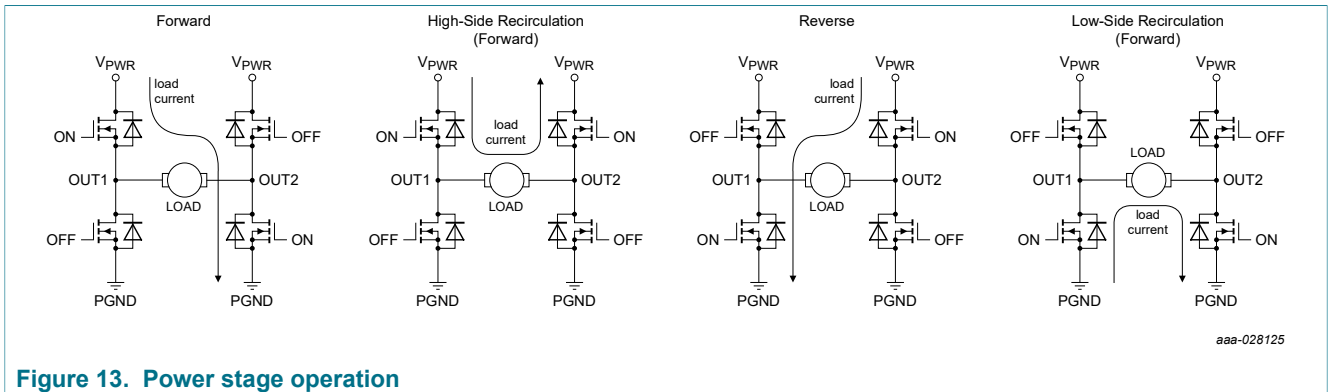 Forward
VPWR
VPWR
load
current
ON
OFF
OUT1
OUT2
LOAD
OFF
ON
PGND
PGND
High-Side Recirculation
(Forward)
VPWR
VPWR
load
current
ON
ON
OUT1
OUT2
LOAD
OFF
OFF
PGND
PGND
Reverse
VPWR
VPWR
load
current
OFF
ON
OUT1
OUT2
LOAD
ON
OFF
PGND
PGND
Low-Side Recirculation
(Forward)
VPWR
VPWR
OFF
OFF
LOAD
OUT1
OUT2
load
current
ON
ON
PGND
PGND
aaa-028125
Figure 13. Power stage operation